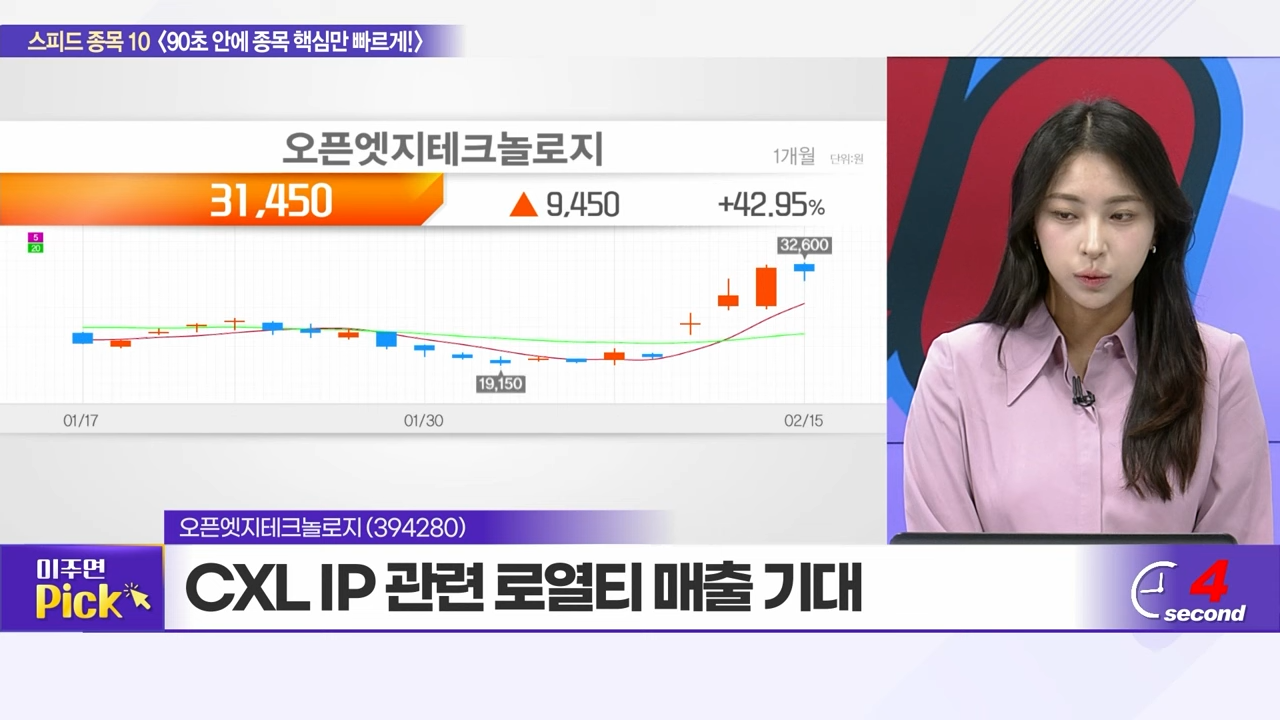 스피드 종목 10 〈90초 안에 종목 핵심만 빠르게!〉
오픈엣지테크놀로지
1개월 단위:원
31,450 ▲ 9,450 +42.95%
5
20
32,600
19,150
01/17 01/30 02/15
오픈엣지테크놀로지 (394280)
미주면
Pick
CXL IP 관련 로열티 매출 기대
4
second